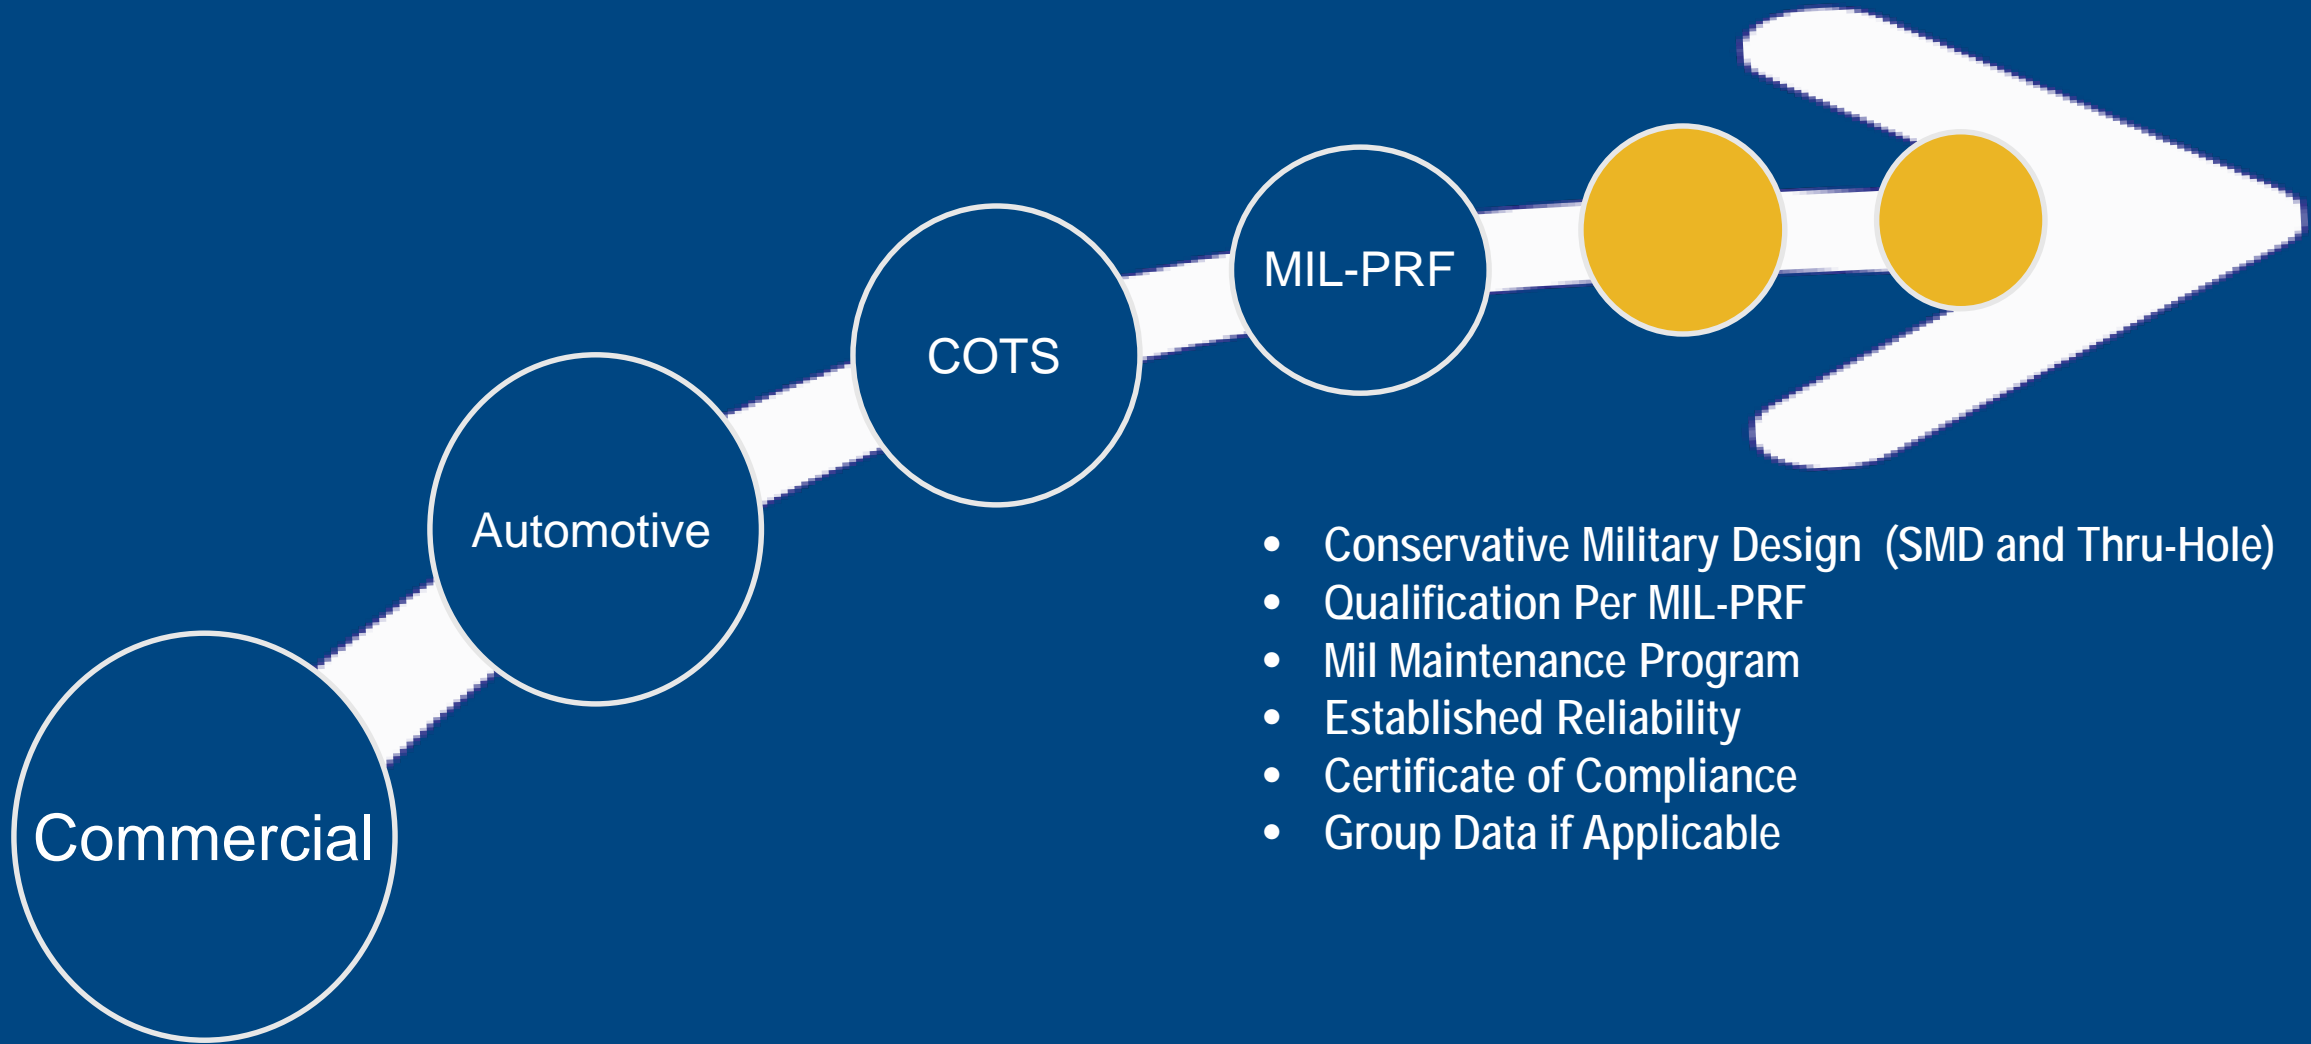 MIL-PRF
COTS
Automotive
Commercial
• Conservative Military Design (SMD and Thru-Hole)
• Qualification Per MIL-PRF
• Mil Maintenance Program
• Established Reliability
• Certificate of Compliance
• Group Data if Applicable